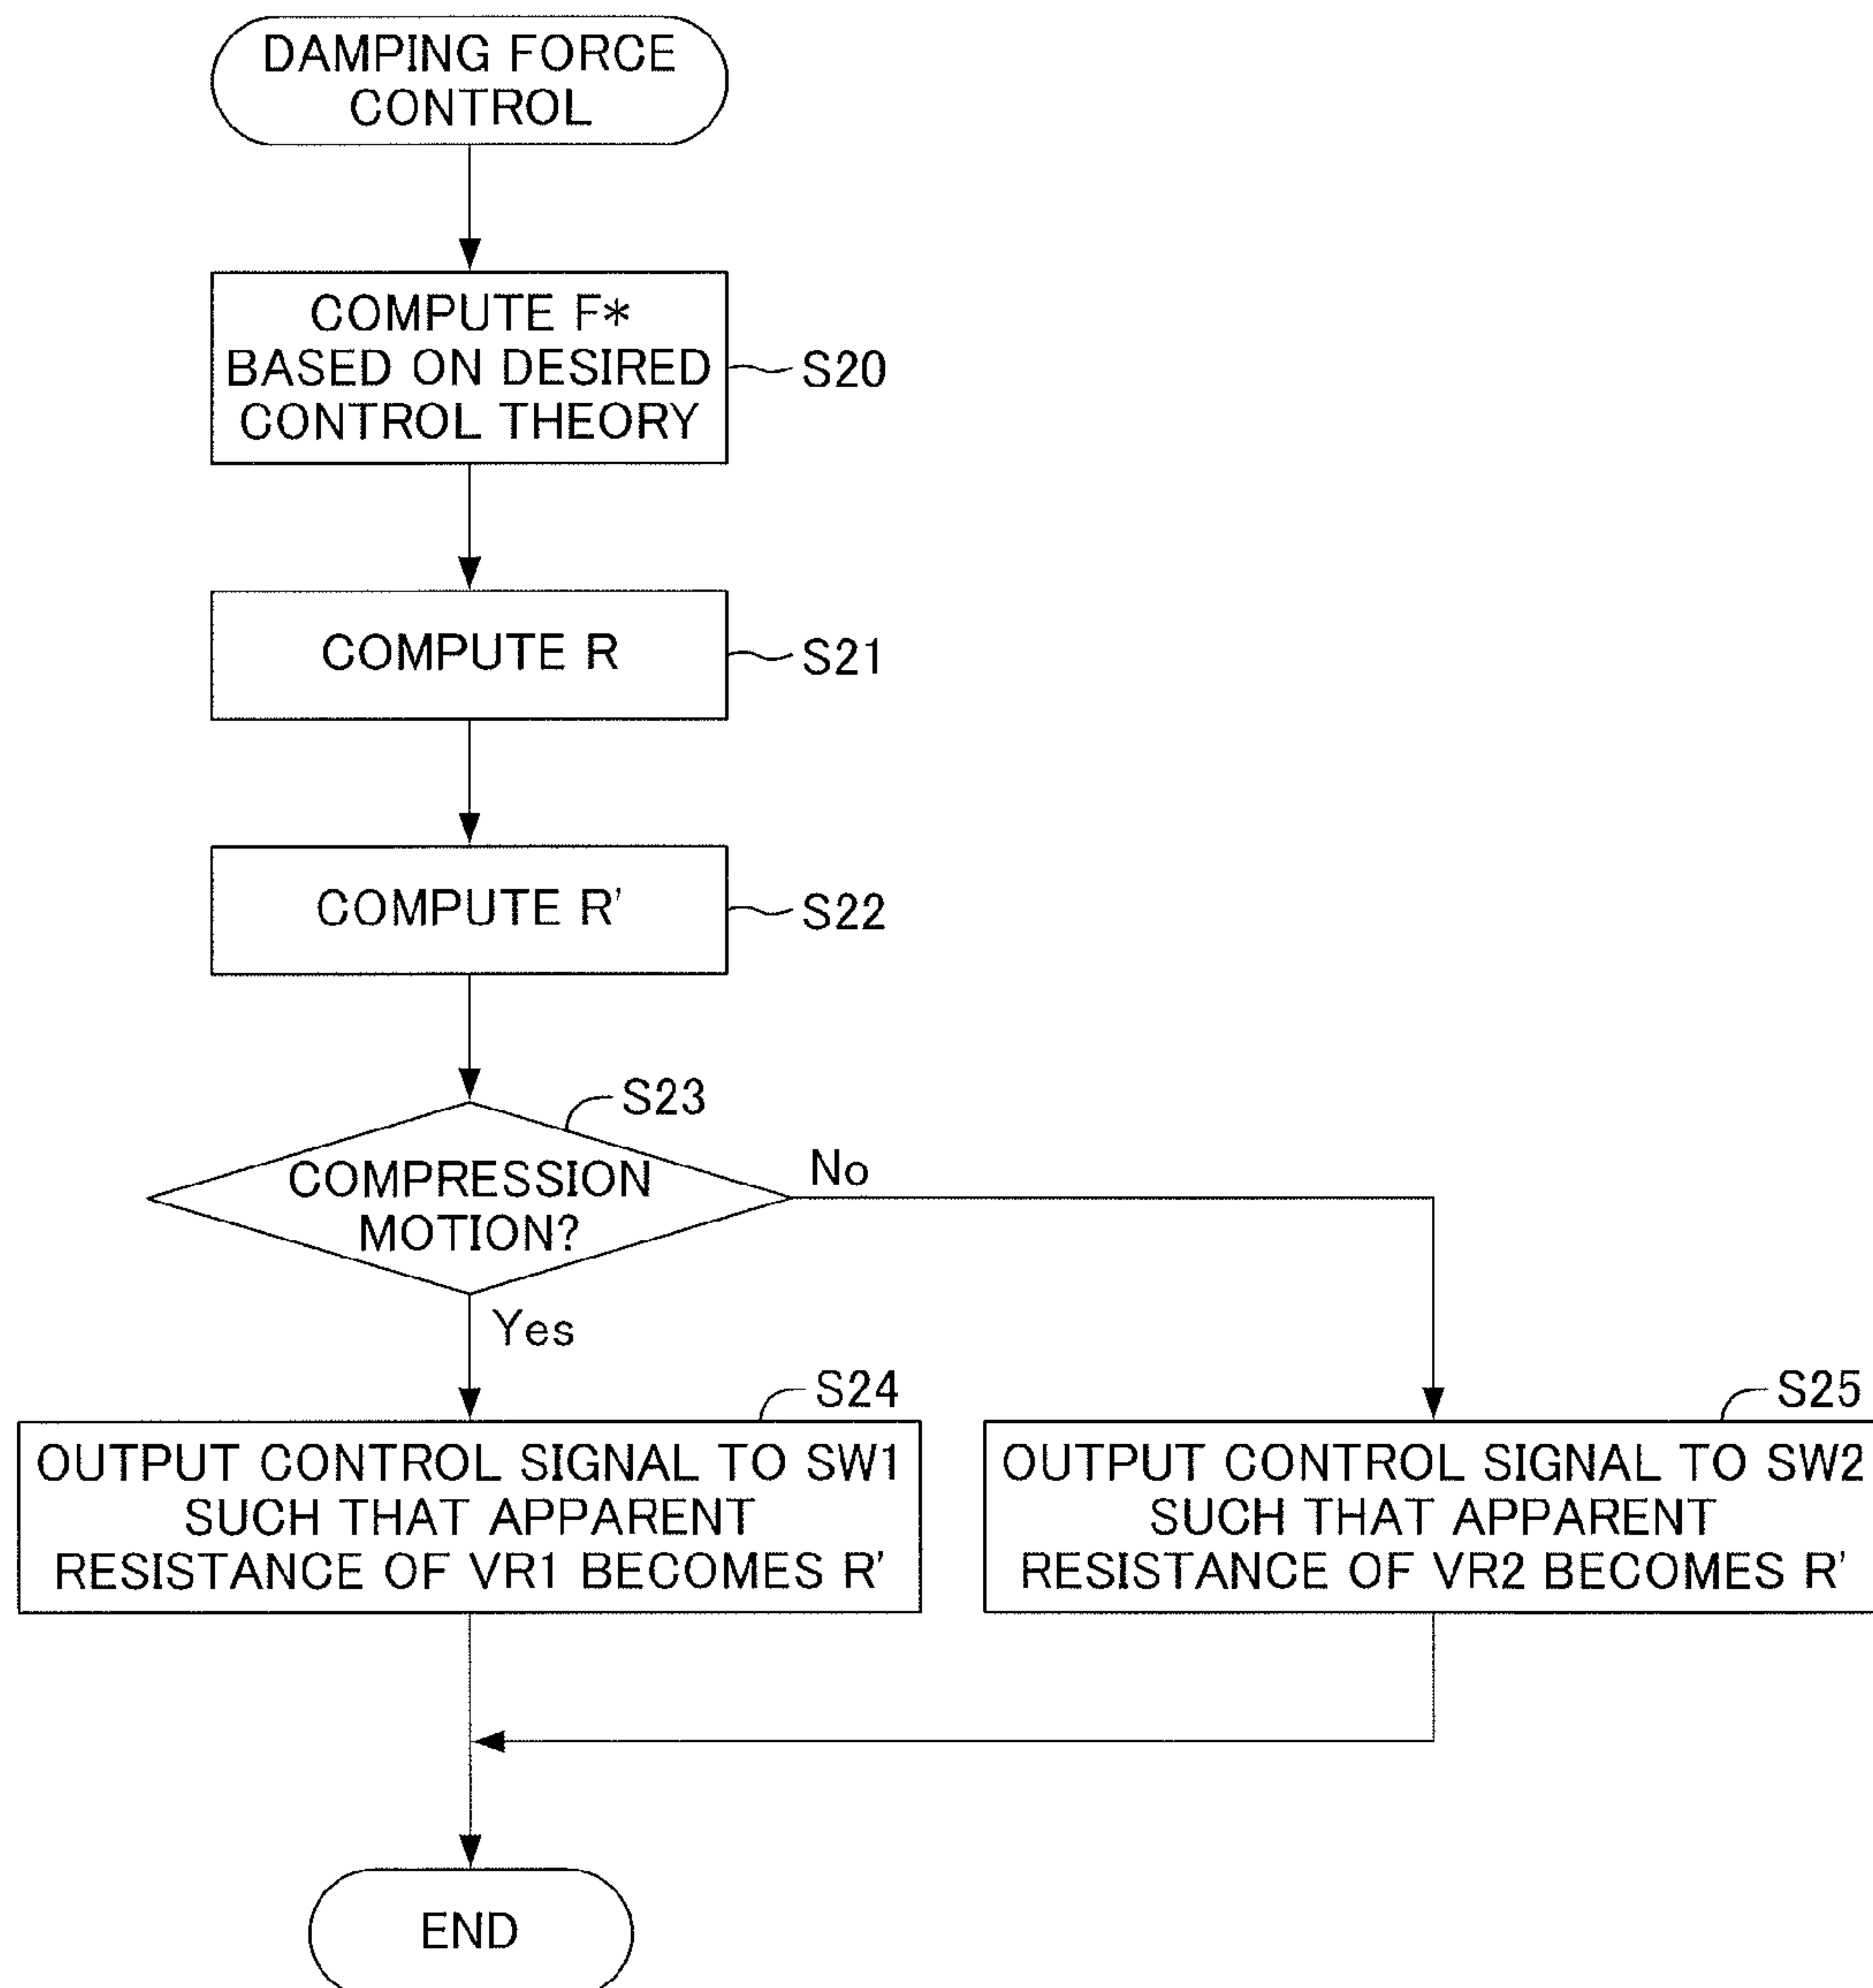 DAMPING FORCE
CONTROL
COMPUTE F*
BASED ON DESIRED
CONTROL THEORY
S20
COMPUTE R
S21
COMPUTE R'
S22
S23
COMPRESSION
MOTION?
No
Yes
S24
OUTPUT CONTROL SIGNAL TO SW1
SUCH THAT APPARENT
RESISTANCE OF VR1 BECOMES R'
S25
OUTPUT CONTROL SIGNAL TO SW2
SUCH THAT APPARENT
RESISTANCE OF VR2 BECOMES R'
END